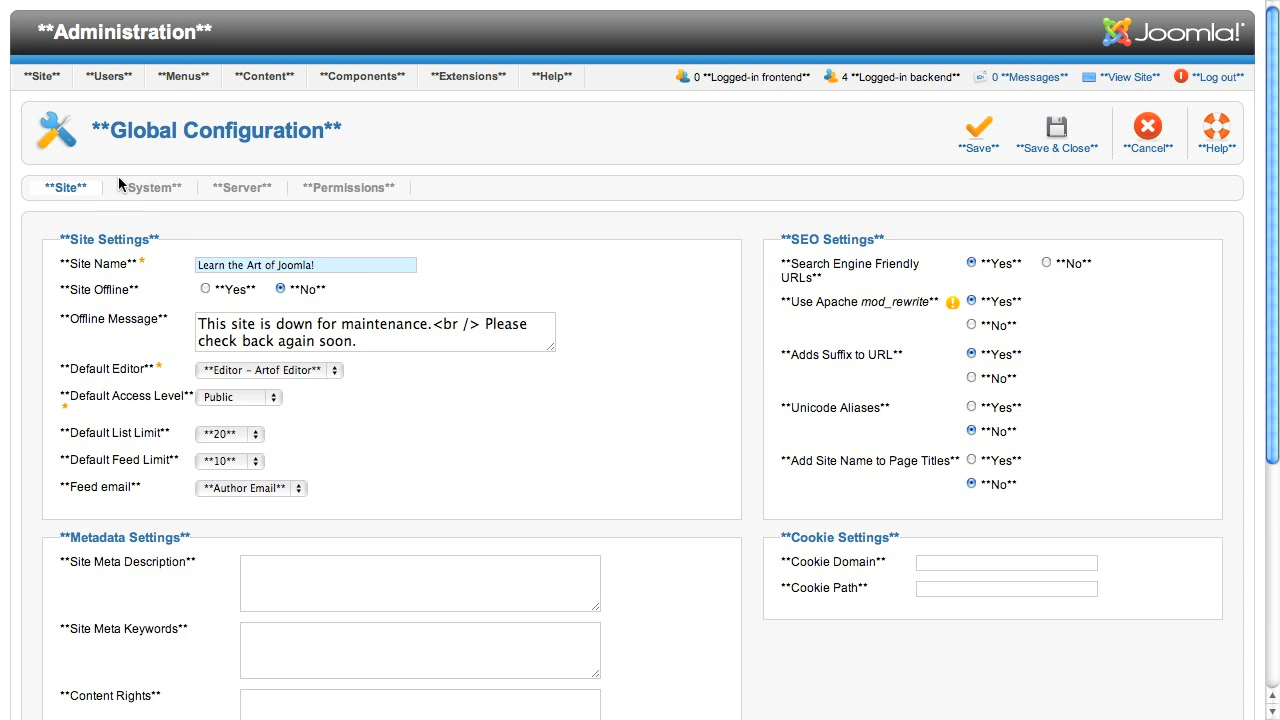 **Administration**
Joomla!
**Site** **Users** **Menus** **Content** **Components** **Extensions** **Help** 0 **Logged-in frontend** 4 **Logged-in backend** 0 **Messages** **View Site** **Log out**
**Global Configuration**
**Save** **Save & Close** **Cancel** **Help**
**Site** **System** **Server** **Permissions**
**Site Settings**
**Site Name** *
Learn the Art of Joomla!
**Site Offline** **Yes** **No**
**Offline Message**
This site is down for maintenance.<br /> Please
check back again soon.
**Default Editor** *
**Editor - Artof Editor**
**Default Access Level**
*
Public
**Default List Limit** **20**
**Default Feed Limit** **10**
**Feed email** **Author Email**
**SEO Settings**
**Search Engine Friendly
URLs**
**Yes** **No**
**Use Apache mod_rewrite** **Yes**
**No**
**Adds Suffix to URL** **Yes**
**No**
**Unicode Aliases** **Yes**
**No**
**Add Site Name to Page Titles** **Yes**
**No**
**Metadata Settings**
**Site Meta Description**
**Site Meta Keywords**
**Content Rights**
**Cookie Settings**
**Cookie Domain**
**Cookie Path**